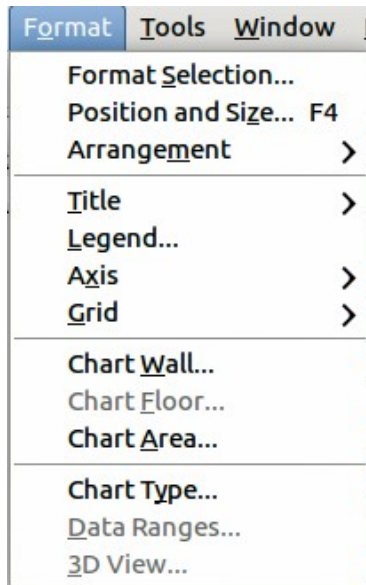 Format Tools Window
Format Selection...
Position and Size... F4
Arrangement
Title
Legend...
Axis
Grid
Chart Wall...
Chart Floor...
Chart Area...
Chart Type...
Data Ranges...
3D View...